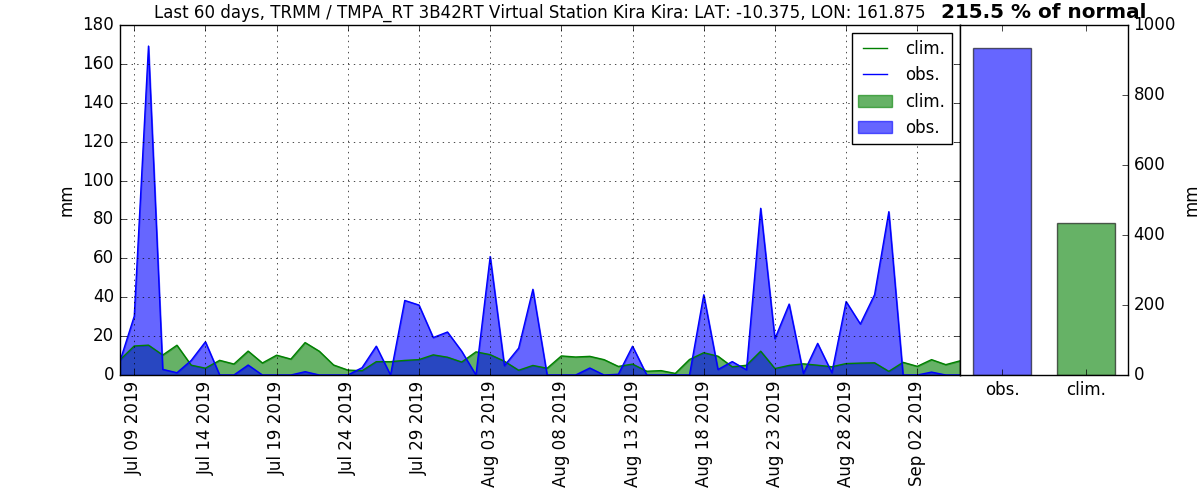 Last 60 days, TRMM / TMPA_RT 3B42RT Virtual Station Kira Kira: LAT: -10.375, LON: 161.875
215.5 % of normal
mm
180
160
140
120
100
80
60
40
20
0
clim.
obs.
clim.
obs.
Jul 09 2019
Jul 14 2019
Jul 19 2019
Jul 24 2019
Jul 29 2019
Aug 03 2019
Aug 08 2019
Aug 13 2019
Aug 18 2019
Aug 23 2019
Aug 28 2019
Sep 02 2019
1000
800
600
400
200
0
mm
obs.
clim.